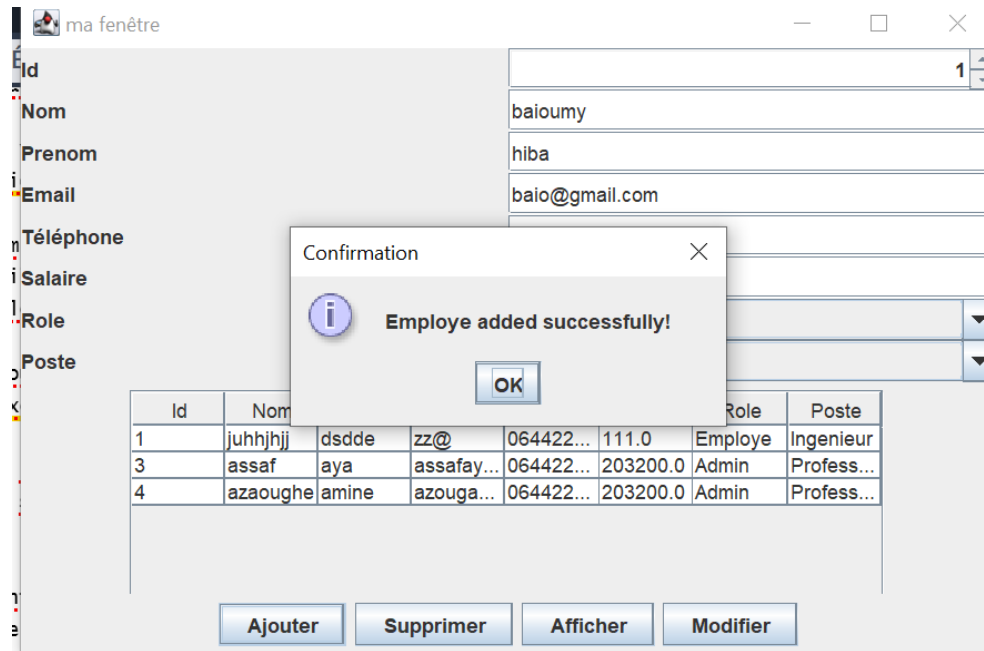 ma fenêtre
Id 1
Nom baioumy
Prenom hiba
Email baio@gmail.com
Téléphone
Salaire
Role
Poste
Confirmation
Employe added successfully!
OK
Id Nom Role Poste
1 juhhjhjj dsdde zz@ 064422... 111.0 Employe Ingenieur
3 assaf aya assafay... 064422... 203200.0 Admin Profess...
4 azaoughe amine azouga... 064422... 203200.0 Admin Profess...
Ajouter Supprimer Afficher Modifier